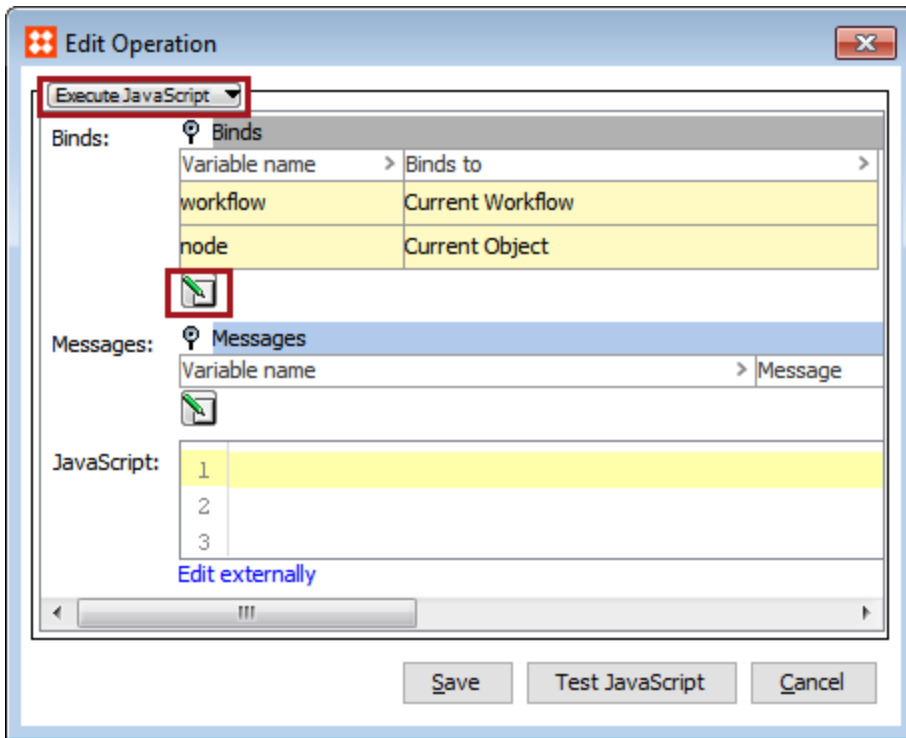 Edit Operation
Execute JavaScript
Binds: Binds
Variable name > Binds to >
workflow Current Workflow
node Current Object
Messages: Messages
Variable name > Message
JavaScript: 1
2
3
Edit externally
Save Test JavaScript Cancel